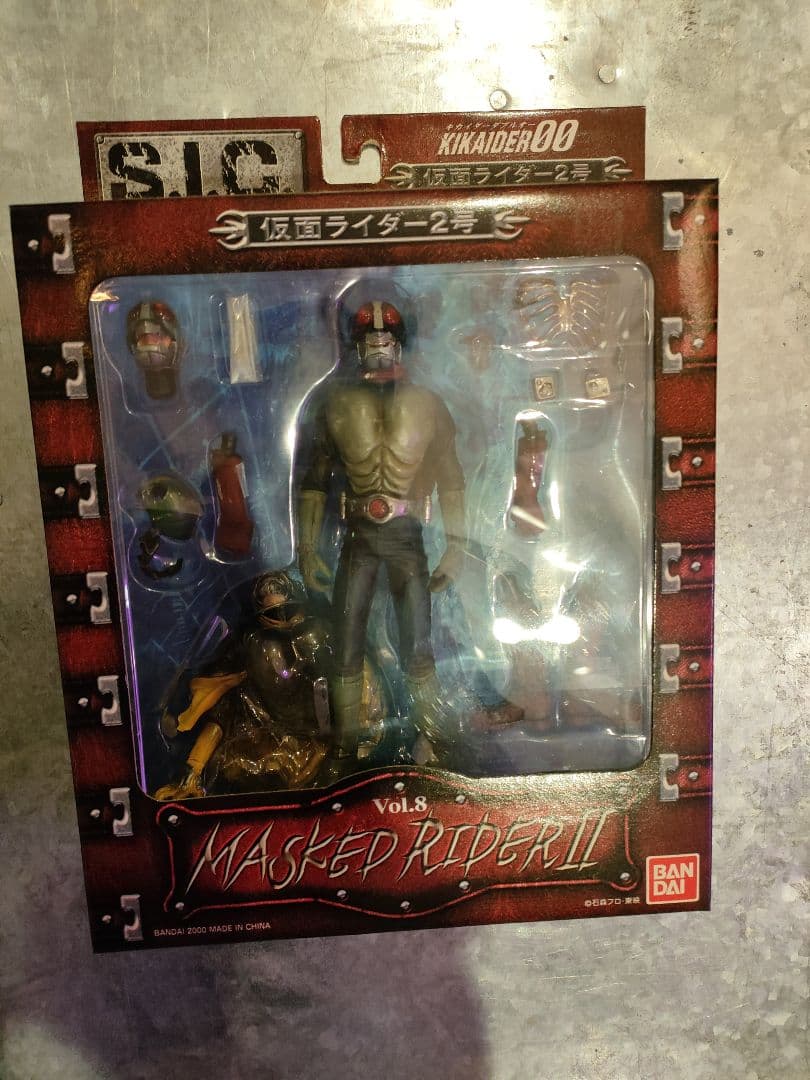 S.I.C.
キカイダーダブルオー
KIKAIDER00
仮面ライダー2号
仮面ライダー2号
Vol.8
MASKED RIDER II
BAN
DAI
©石森プロ・東映
BANDAI 2000 MADE IN CHINA